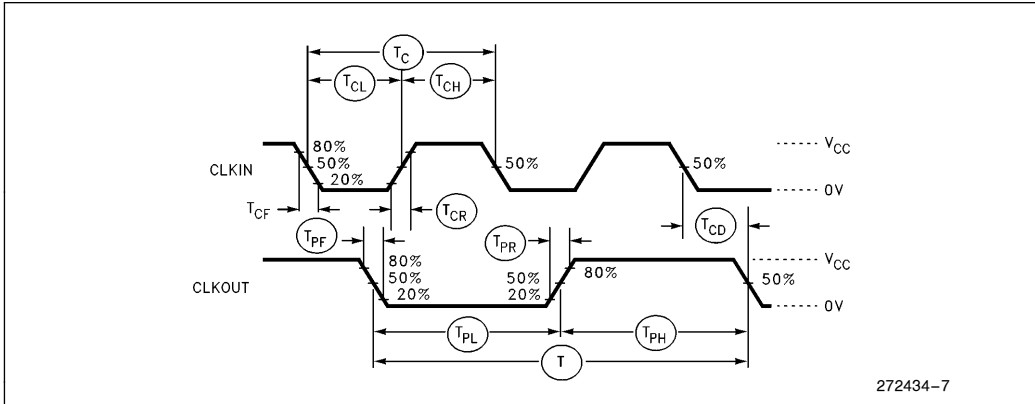 T_C
T_CL T_CH
80%
50% 50% 50%
20%
CLKIN
V_CC
0V
T_CF T_CR T_CD
T_PF T_PR
80% 80%
50% 50% 50%
20% 20%
CLKOUT
V_CC
0V
T_PL T_PH
T
272434–7